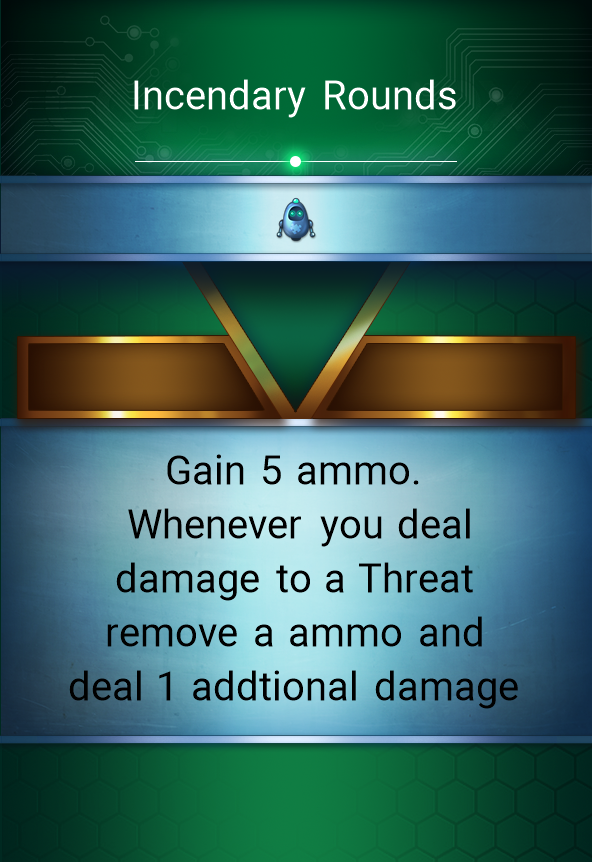 Incendary Rounds
Gain 5 ammo.
Whenever you deal
damage to a Threat
remove a ammo and
deal 1 addtional damage